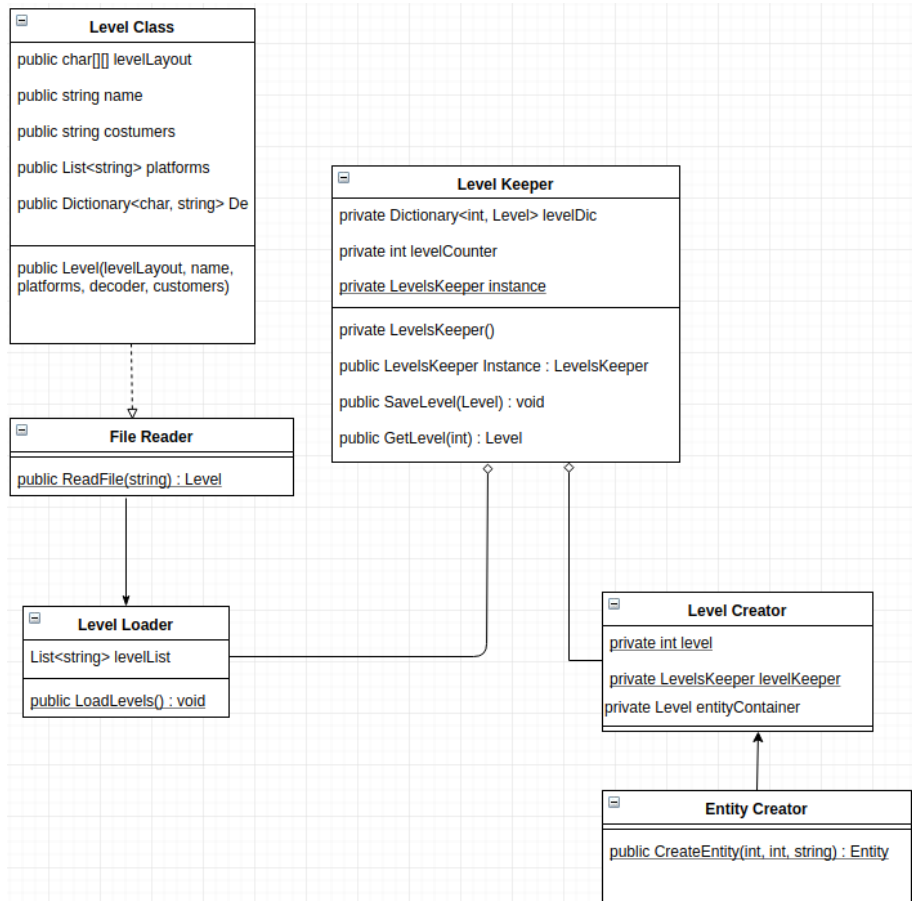 Level Class
public char[][] levelLayout
public string name
public string costumers
public List<string> platforms
public Dictionary<char, string> De
public Level(levelLayout, name,
platforms, decoder, customers)
File Reader
public ReadFile(string) : Level
Level Loader
List<string> levelList
public LoadLevels() : void
Level Keeper
private Dictionary<int, Level> levelDic
private int levelCounter
private LevelsKeeper instance
private LevelsKeeper()
public LevelsKeeper Instance : LevelsKeeper
public SaveLevel(Level) : void
public GetLevel(int) : Level
Level Creator
private int level
private LevelsKeeper levelKeeper
private Level entityContainer
Entity Creator
public CreateEntity(int, int, string) : Entity